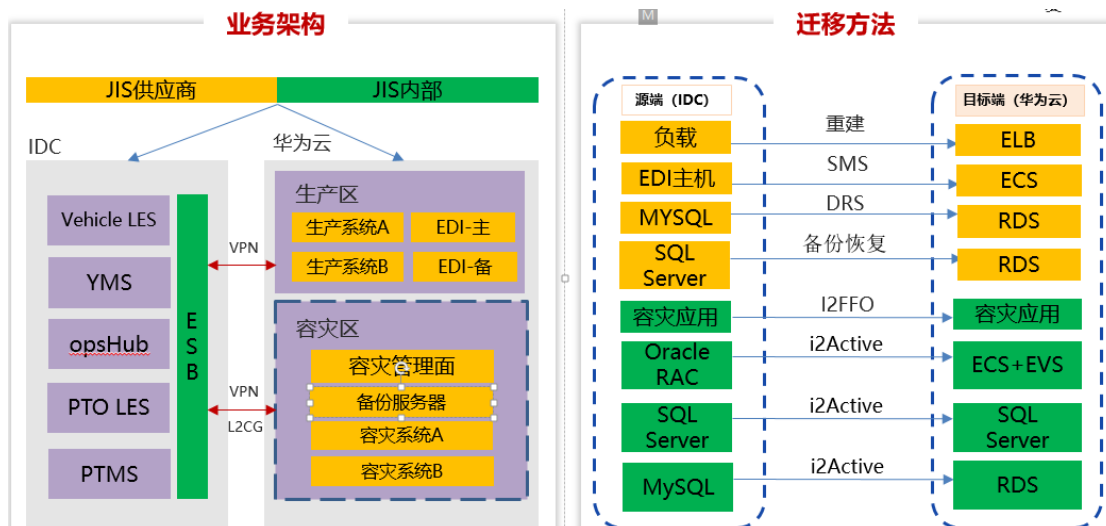 业务架构
JIS供应商
JIS内部
IDC
华为云
Vehicle LES
YMS
opsHub
PTO LES
PTMS
E
S
B
VPN
VPN
L2CG
生产区
生产系统A
EDI-主
生产系统B
EDI-备
容灾区
容灾管理面
备份服务器
容灾系统A
容灾系统B
M
迁移方法
源端（IDC）
目标端（华为云）
负载
重建
ELB
EDI主机
SMS
ECS
MYSQL
DRS
RDS
SQL
Server
备份恢复
RDS
容灾应用
I2FFO
容灾应用
Oracle
RAC
i2Active
ECS+EVS
SQL
Server
i2Active
SQL
Server
MySQL
i2Active
RDS